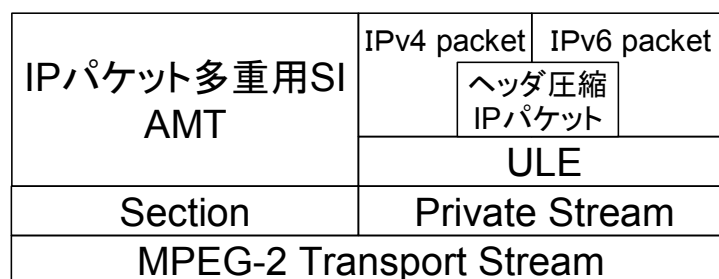 IPパケット多重用SI
AMT
IPv4 packet
IPv6 packet
ヘッダ圧縮
IPパケット
ULE
Section
Private Stream
MPEG-2 Transport Stream